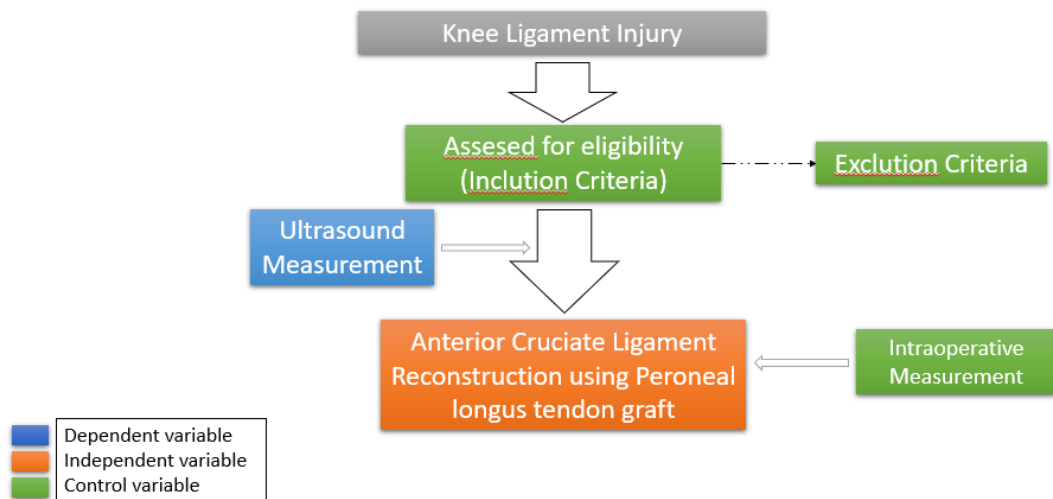 Knee Ligament Injury
Assesed for eligibility
(Inclution Criteria)
Exclution Criteria
Ultrasound
Measurement
Anterior Cruciate Ligament
Reconstruction using Peroneal
longus tendon graft
Intraoperative
Measurement
Dependent variable
Independent variable
Control variable